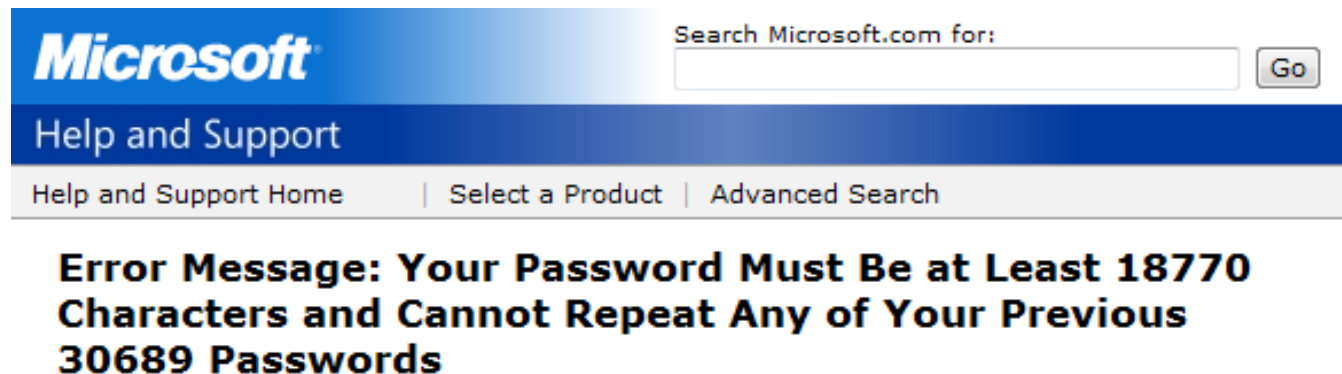 Microsoft®
Search Microsoft.com for:
Go
Help and Support
Help and Support Home | Select a Product | Advanced Search
Error Message: Your Password Must Be at Least 18770
Characters and Cannot Repeat Any of Your Previous
30689 Passwords